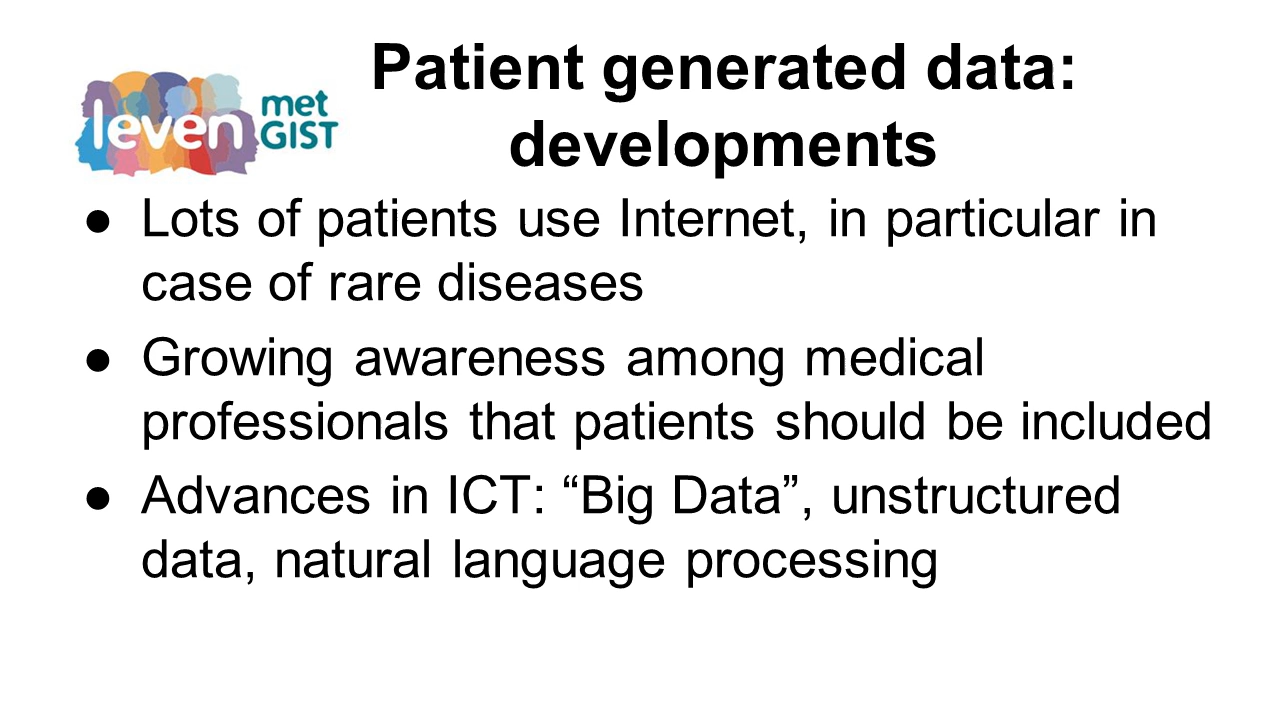 Patient generated data:
developments
leven met
GIST
● Lots of patients use Internet, in particular in
case of rare diseases
● Growing awareness among medical
professionals that patients should be included
● Advances in ICT: “Big Data”, unstructured
data, natural language processing